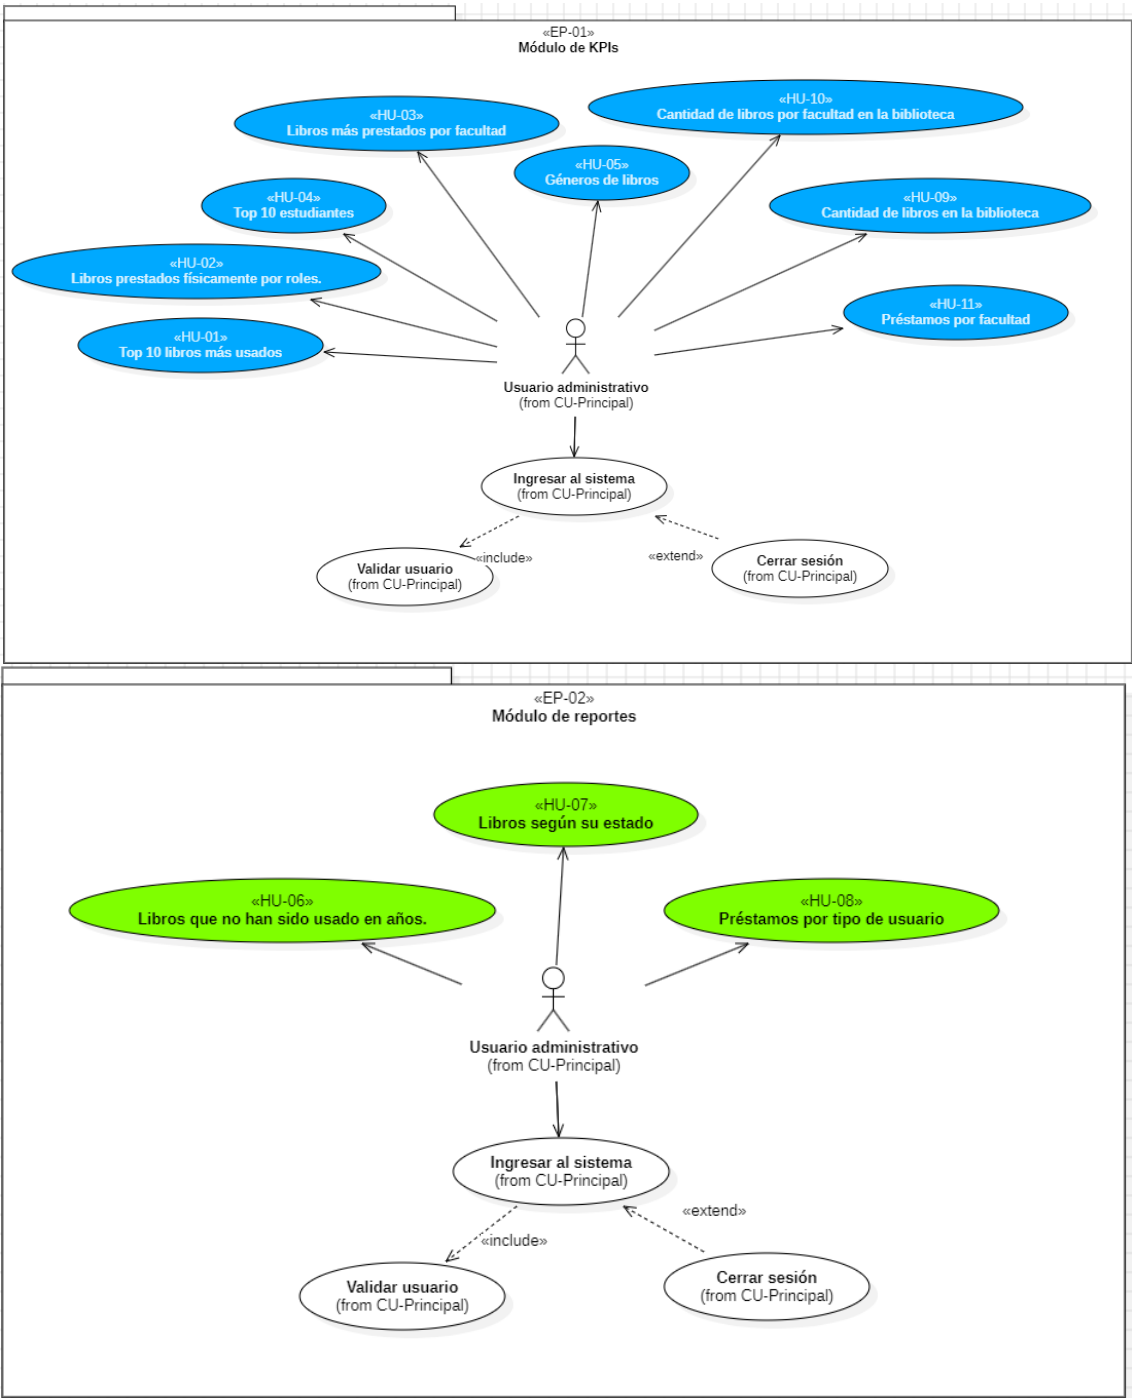 «EP-01»
Módulo de KPIs
«HU-10»
Cantidad de libros por facultad en la biblioteca
«HU-03»
Libros más prestados por facultad
«HU-05»
Géneros de libros
«HU-04»
Top 10 estudiantes
«HU-09»
Cantidad de libros en la biblioteca
«HU-02»
Libros prestados físicamente por roles.
«HU-11»
Préstamos por facultad
«HU-01»
Top 10 libros más usados
Usuario administrativo
(from CU-Principal)
Ingresar al sistema
(from CU-Principal)
«include»
«extend»
Validar usuario
(from CU-Principal)
Cerrar sesión
(from CU-Principal)
«EP-02»
Módulo de reportes
«HU-07»
Libros según su estado
«HU-06»
Libros que no han sido usado en años.
«HU-08»
Préstamos por tipo de usuario
Usuario administrativo
(from CU-Principal)
Ingresar al sistema
(from CU-Principal)
«extend»
«include»
Validar usuario
(from CU-Principal)
Cerrar sesión
(from CU-Principal)